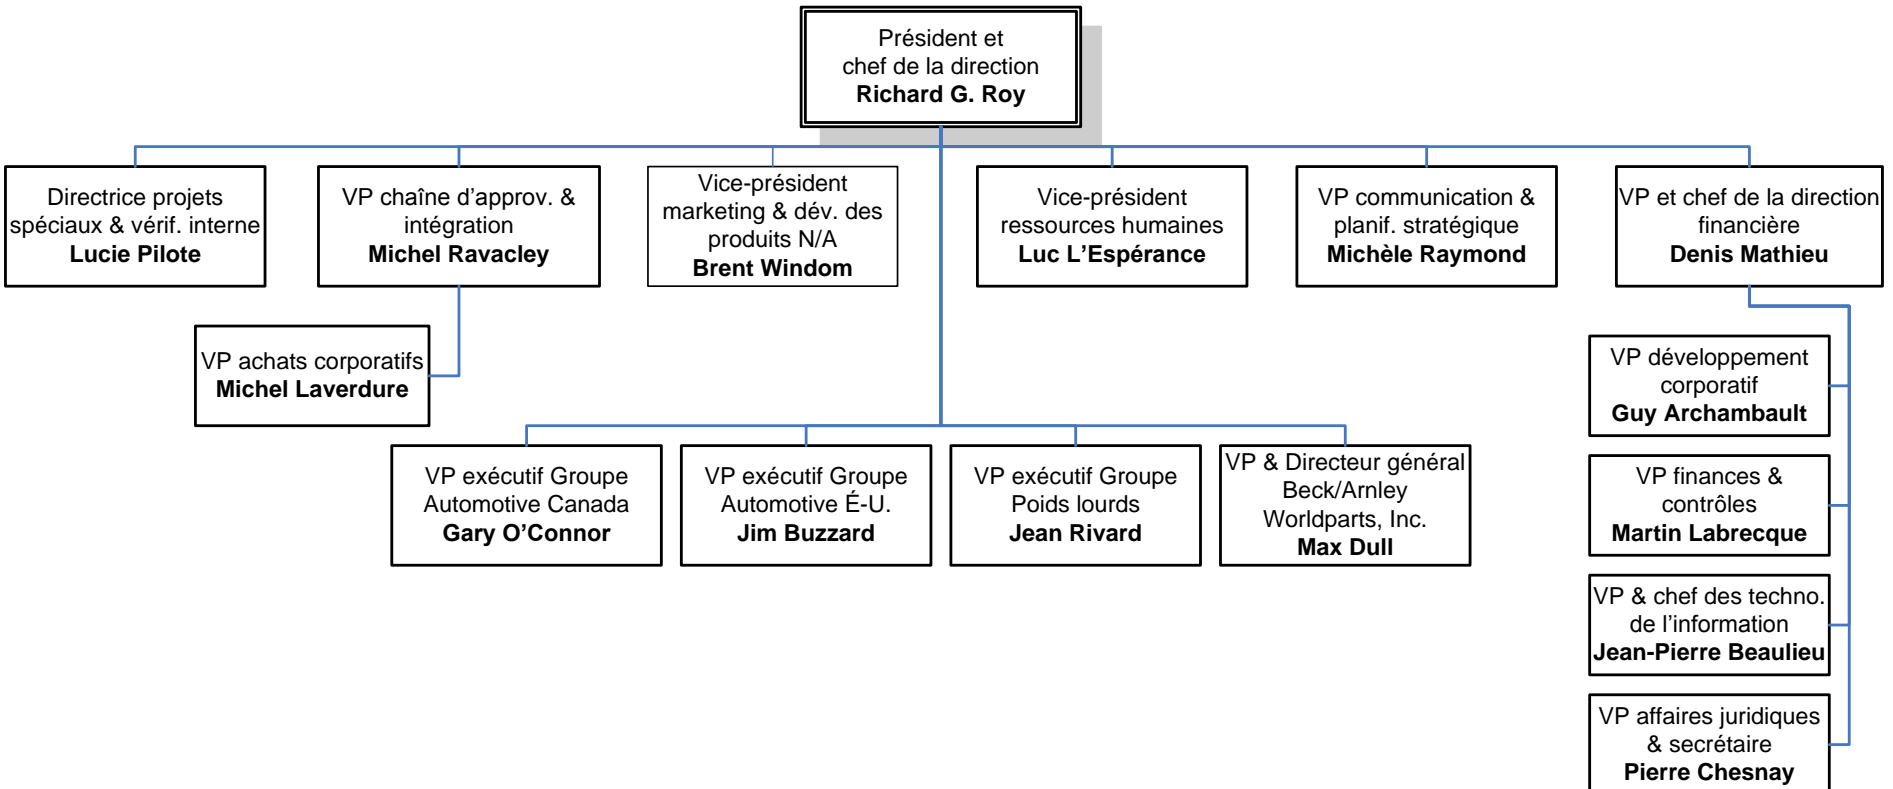 Président et
chef de la direction
Richard G. Roy
Directrice projets
spéciaux & vérif. interne
Lucie Pilote
VP chaîne d’approv. &
intégration
Michel Ravacley
Vice-président
marketing & dév. des
produits N/A
Brent Windom
Vice-président
ressources humaines
Luc L’Espérance
VP communication &
planif. stratégique
Michèle Raymond
VP et chef de la direction
financière
Denis Mathieu
VP achats corporatifs
Michel Laverdure
VP exécutif Groupe
Automotive Canada
Gary O’Connor
VP exécutif Groupe
Automotive É-U.
Jim Buzzard
VP exécutif Groupe
Poids lourds
Jean Rivard
VP & Directeur général
Beck/Arnley
Worldparts, Inc.
Max Dull
VP développement
corporatif
Guy Archambault
VP finances &
contrôles
Martin Labrecque
VP & chef des techno.
de l’information
Jean-Pierre Beaulieu
VP affaires juridiques
& secrétaire
Pierre Chesnay